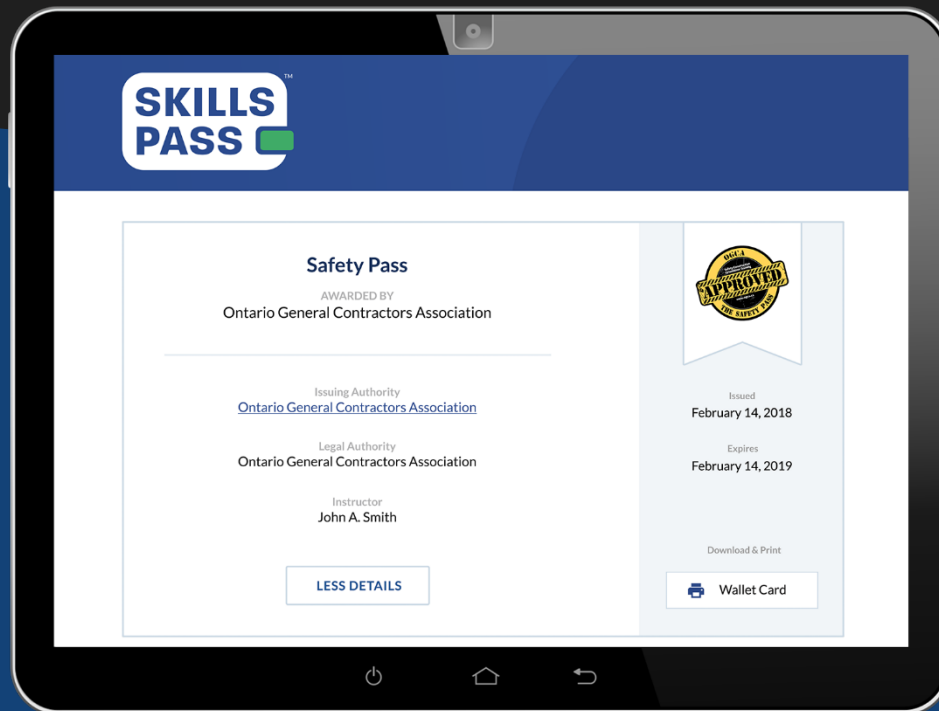 SKILLS
PASS
™
Safety Pass
AWARDED BY
Ontario General Contractors Association
Issuing Authority
Ontario General Contractors Association
Legal Authority
Ontario General Contractors Association
Instructor
John A. Smith
LESS DETAILS
OGCA
APPROVED
THE SAFETY PASS
Issued
February 14, 2018
Expires
February 14, 2019
Download & Print
Wallet Card